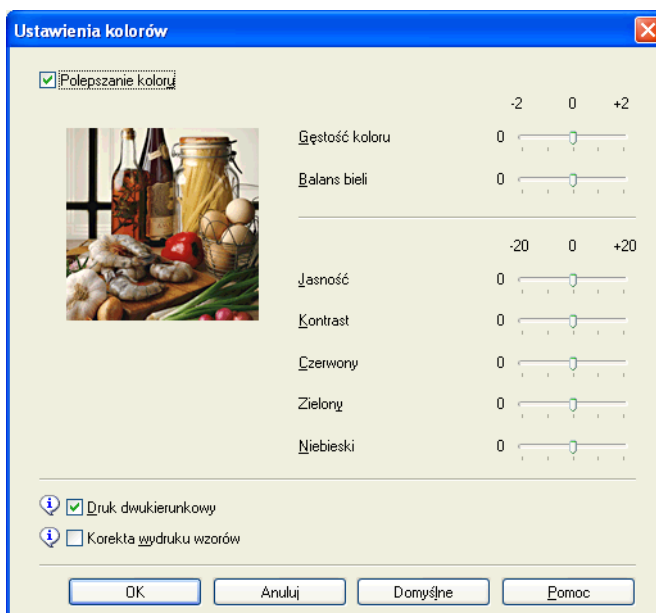 Ustawienia kolorów
Polepszanie koloru
-2 0 +2
Gęstość koloru 0
Balans bieli 0
-20 0 +20
Jasność 0
Kontrast 0
Czerwony 0
Zielony 0
Niebieski 0
Druk dwukierunkowy
Korekta wydruku wzorów
OK Anuluj Domyślne Pomoc